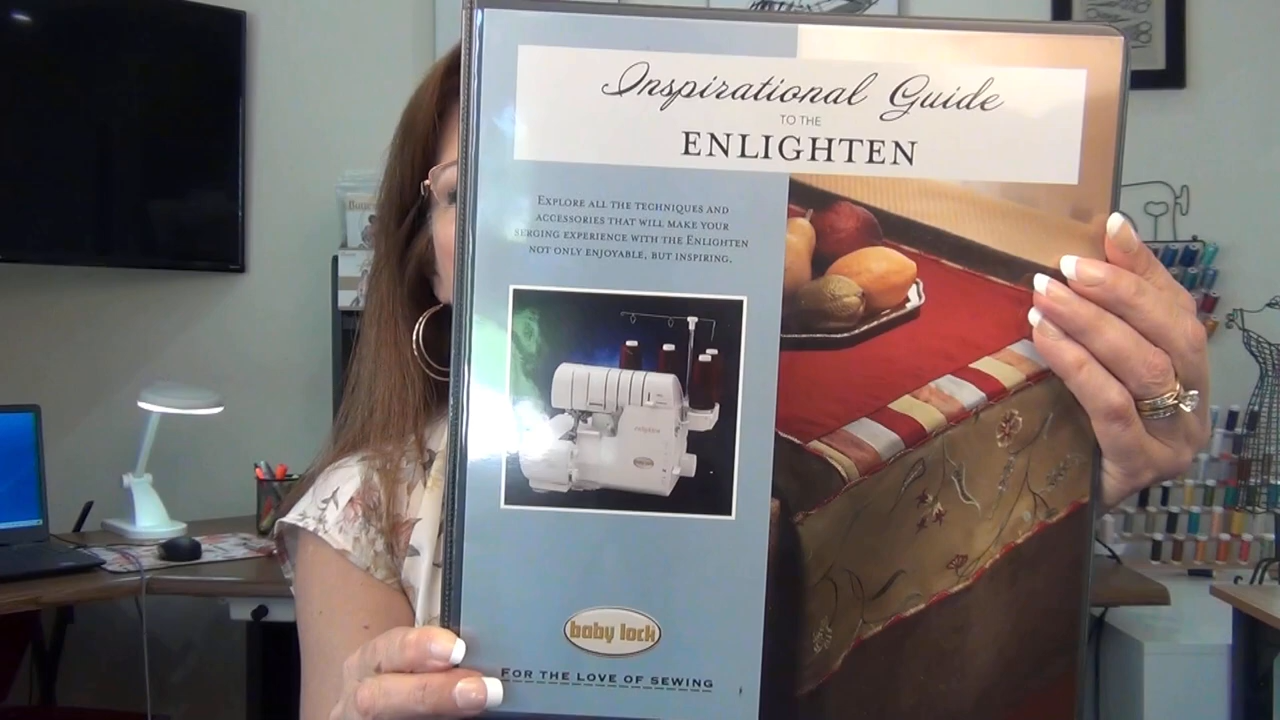 Inspirational Guide
TO THE
ENLIGHTEN
EXPLORE ALL THE TECHNIQUES AND
ACCESSORIES THAT WILL MAKE YOUR
SERGING EXPERIENCE WITH THE ENLIGHTEN
NOT ONLY ENJOYABLE, BUT INSPIRING.
baby lock
FOR THE LOVE OF SEWING